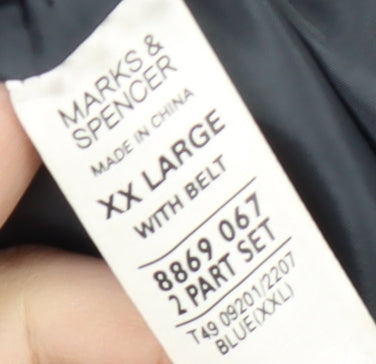 MARKS &
SPENCER
MADE IN CHINA
XX LARGE
WITH BELT
8869 067
2 PART SET
T49 09201/2207
BLUE(XXL)